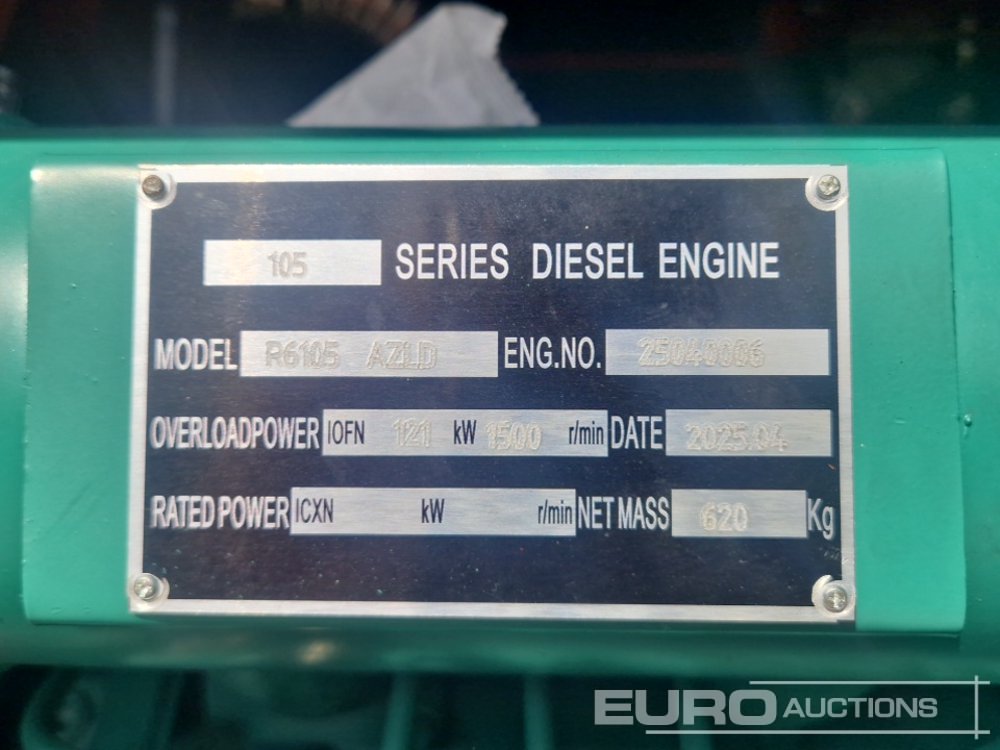 105 SERIES DIESEL ENGINE
MODEL R6105 AZLD ENG.NO. 25040006
OVERLOADPOWER IOFN 121 kW 1500 r/min DATE 2025.04
RATED POWER ICXN kW r/min NET MASS 620 Kg
EURO AUCTIONS